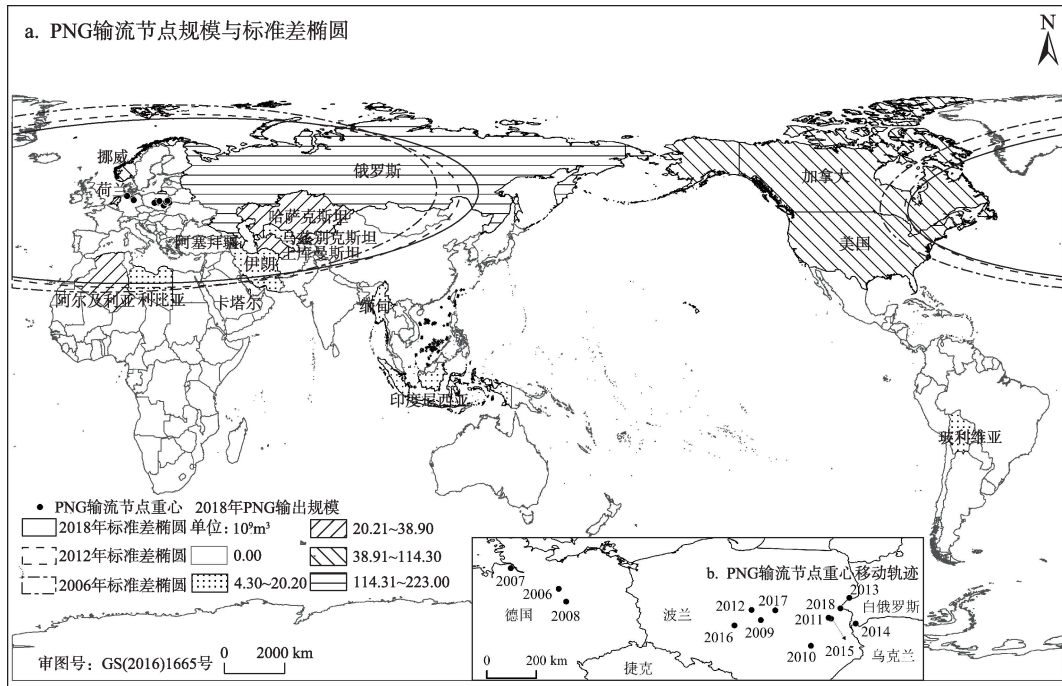 a. PNG输流节点规模与标准差椭圆
N
挪威
荷兰
俄罗斯
加拿大
哈萨克斯坦
阿塞拜疆
乌兹别克斯坦
土库曼斯坦
美国
伊朗
阿尔及利亚
利比亚
卡塔尔
缅甸
印度尼西亚
玻利维亚
PNG输流节点重心
2018年PNG输出规模
2018年标准差椭圆
单位：10⁹m³
20.21~38.90
2012年标准差椭圆
0.00
38.91~114.30
2006年标准差椭圆
4.30~20.20
114.31~223.00
审图号：GS(2016)1665号
0 2000 km
b. PNG输流节点重心移动轨迹
2007
2006
2008
德国
波兰
2012
2017
2016
2009
2018
2013
白俄罗斯
2011
2014
2015
2010
乌克兰
捷克
0 200 km